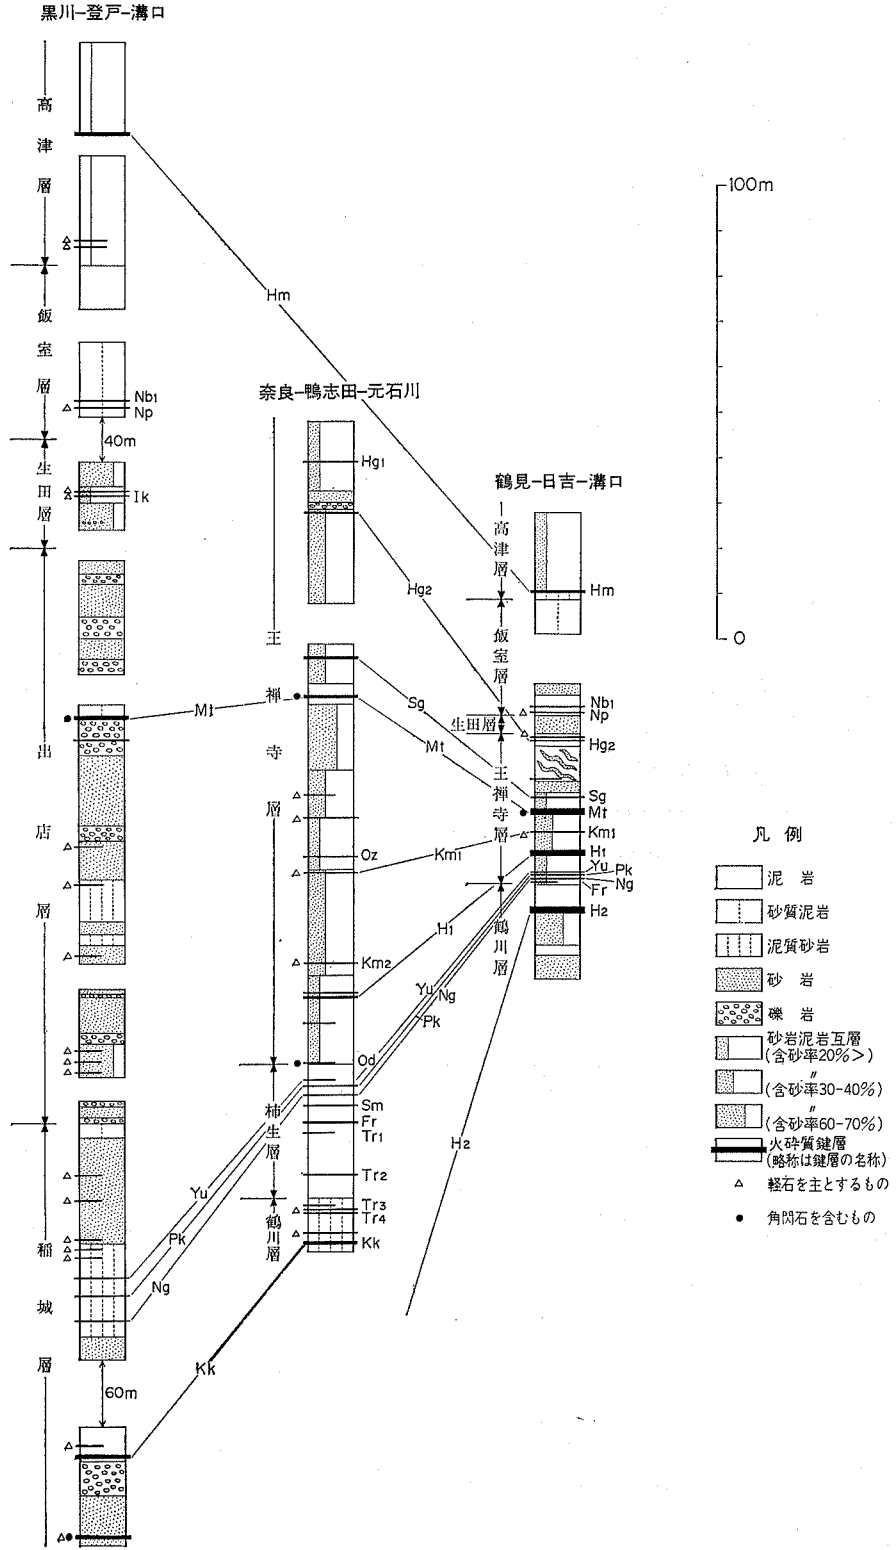 黒川-登戸-溝口
高津層
飯室層
生田層
出店層
稲城層
Nb1
Np
40m
Ik
60m
Hm
Mt
Yu
Pk
Ng
Kk
奈良-鴨志田-元石川
王禅寺層
柿生層
鶴川層
Hg1
Hg2
Sg
Mt
Oz
Km1
Km2
H1
Od
Sm
Fr
Tr1
Tr2
Tr3
Tr4
Kk
Yu
Ng
Pk
H2
鶴見-日吉-溝口
高津層
飯室層
生田層
王禅寺層
鶴川層
Hm
Nb1
Np
Hg2
Sg
Mt
Km1
H1
Yu
Pk
Ng
Fr
H2
100m
0
凡例
泥岩
砂質泥岩
泥質砂岩
砂岩
礫岩
砂岩泥岩互層
(含砂率20%>)
〃
(含砂率30-40%)
〃
(含砂率60-70%)
火砕質鍵層
(略称は鍵層の名称)
△ 軽石を主とするもの
● 角閃石を含むもの